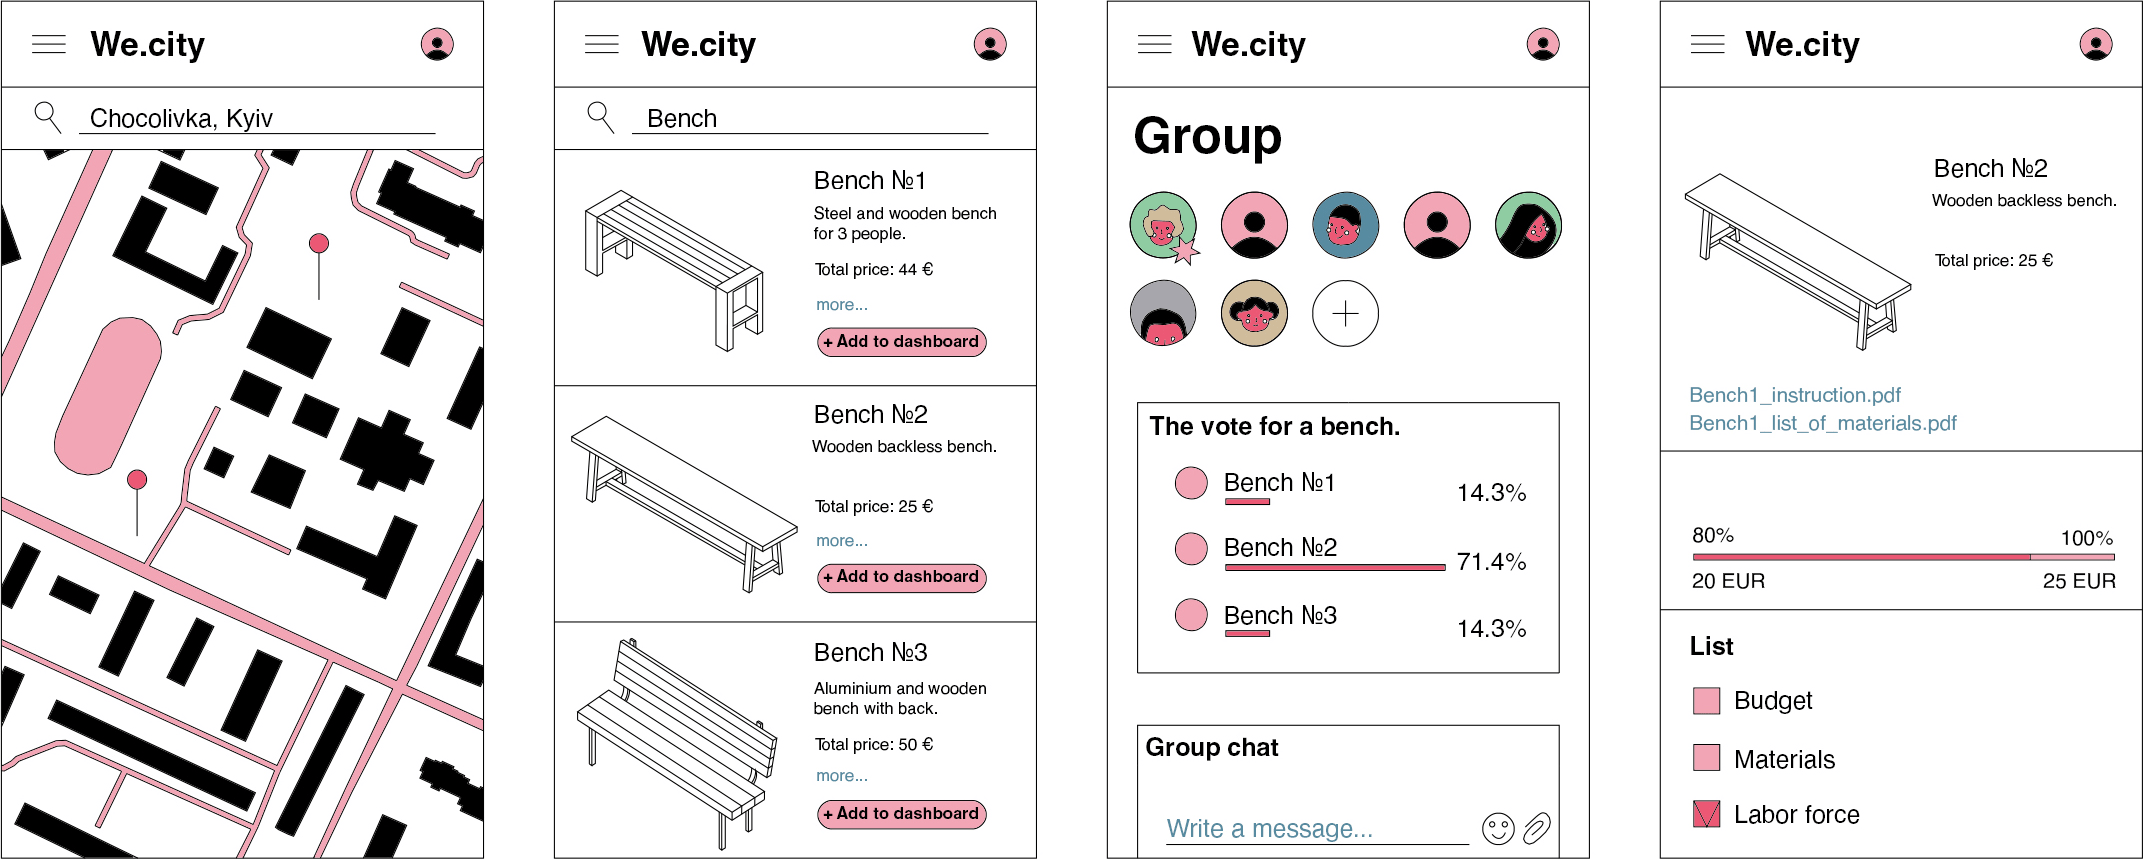 We.city
Chocolivka, Kyiv
We.city
Bench
Bench №1
Steel and wooden bench
for 3 people.
Total price: 44 €
more...
+ Add to dashboard
Bench №2
Wooden backless bench.
Total price: 25 €
more...
+ Add to dashboard
Bench №3
Aluminium and wooden
bench with back.
Total price: 50 €
more...
+ Add to dashboard
We.city
Group
The vote for a bench.
Bench №1
14.3%
Bench №2
71.4%
Bench №3
14.3%
Group chat
Write a message...
We.city
Bench №2
Wooden backless bench.
Total price: 25 €
Bench1_instruction.pdf
Bench1_list_of_materials.pdf
80% 100%
20 EUR 25 EUR
List
Budget
Materials
Labor force